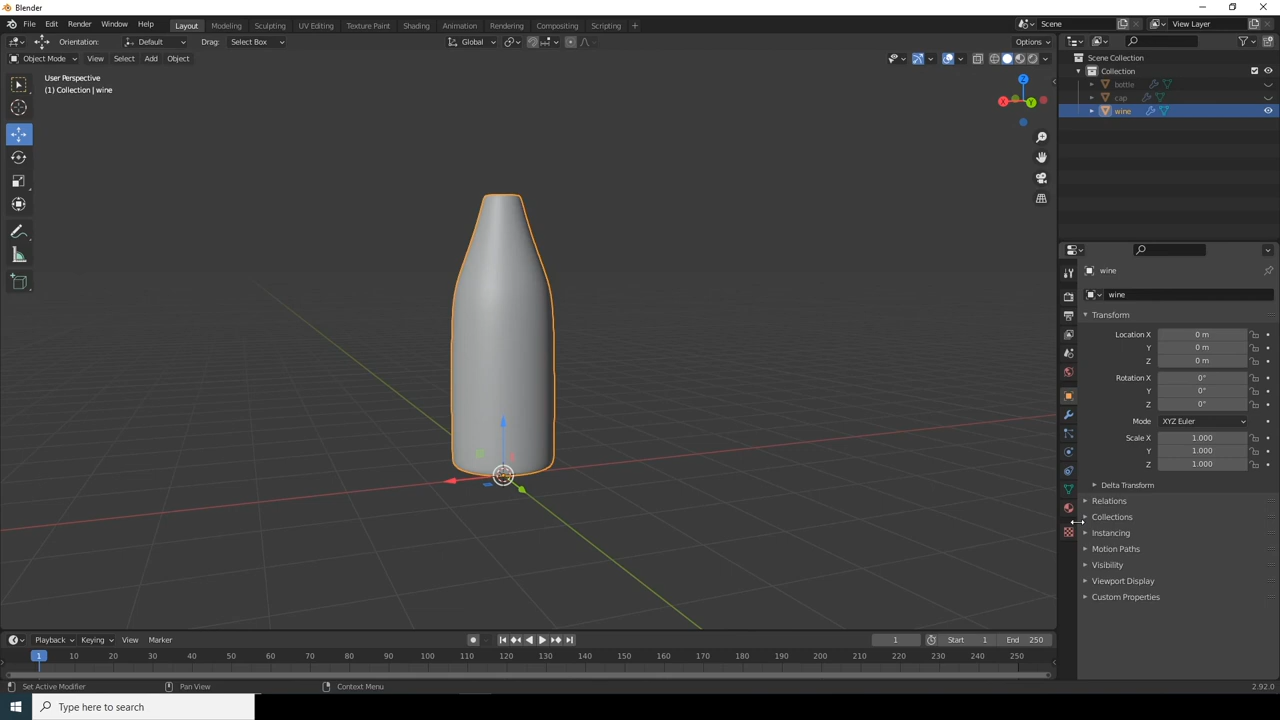 Blender
File Edit Render Window Help Layout Modeling Sculpting UV Editing Texture Paint Shading Animation Rendering Compositing Scripting + Scene View Layer
Orientation: Default Drag: Select Box Global Options
Object Mode View Select Add Object
User Perspective
(1) Collection | wine
Z
X Y
Scene Collection
Collection
bottle
cap
wine
wine
wine
Transform
Location X 0 m
Y 0 m
Z 0 m
Rotation X 0°
Y 0°
Z 0°
Mode XYZ Euler
Scale X 1.000
Y 1.000
Z 1.000
Delta Transform
Relations
Collections
Instancing
Motion Paths
Visibility
Viewport Display
Custom Properties
Playback Keying View Marker 1 Start 1 End 250
1 10 20 30 40 50 60 70 80 90 100 110 120 130 140 150 160 170 180 190 200 210 220 230 240 250
Set Active Modifier Pan View Context Menu 2.92.0
Type here to search